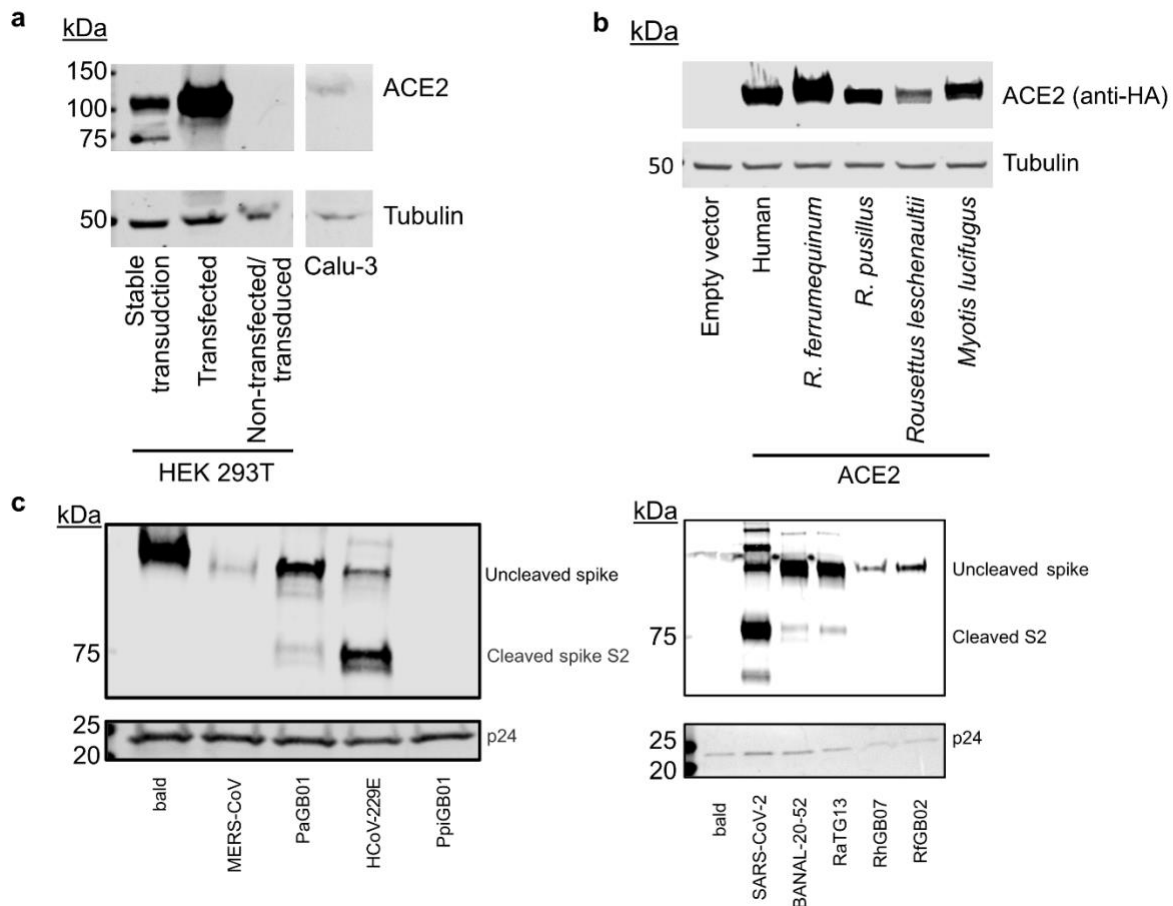 a
kDa
150
100
75
ACE2
50
Tubulin
Stable
transudction
Transfected
Non-transfected/
transduced
Calu-3
HEK 293T
b
kDa
ACE2 (anti-HA)
50
Tubulin
Empty vector
Human
R. ferrumequinum
R. pusillus
Rousettus leschenaultii
Myotis lucifugus
ACE2
c
kDa
Uncleaved spike
75
Cleaved spike S2
25
20
p24
bald
MERS-CoV
PaGB01
HCoV-229E
PpiGB01
kDa
Uncleaved spike
75
Cleaved S2
25
20
p24
bald
SARS-CoV-2
BANAL-20-52
RaTG13
RhGB07
RfGB02